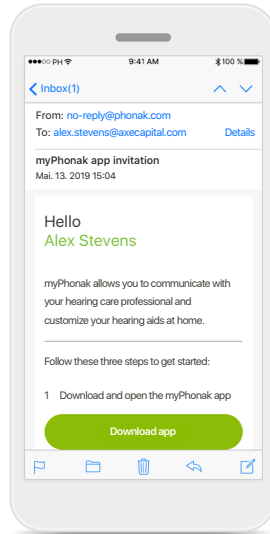 PH 9:41 AM 100 %
Inbox(1)
From: no-reply@phonak.com
To: alex.stevens@axecapital.com Details
myPhonak app invitation
Mai. 13. 2019 15:04
Hello
Alex Stevens
myPhonak allows you to communicate with
your hearing care professional and
customize your hearing aids at home.
Follow these three steps to get started:
1 Download and open the myPhonak app
Download app